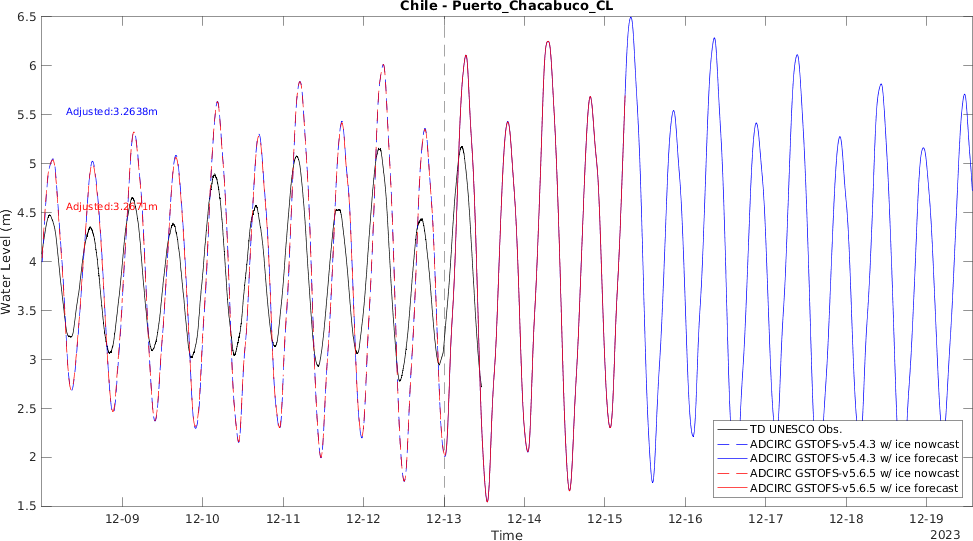 Chile - Puerto_Chacabuco_CL
6.5
6
5.5
5
4.5
4
3.5
3
2.5
2
1.5
Water Level (m)
Adjusted:3.2638m
Adjusted:3.2671m
TD UNESCO Obs.
ADCIRC GSTOFS-v5.4.3 w/ ice nowcast
ADCIRC GSTOFS-v5.4.3 w/ ice forecast
ADCIRC GSTOFS-v5.6.5 w/ ice nowcast
ADCIRC GSTOFS-v5.6.5 w/ ice forecast
12-09 12-10 12-11 12-12 12-13 12-14 12-15 12-16 12-17 12-18 12-19
Time
2023